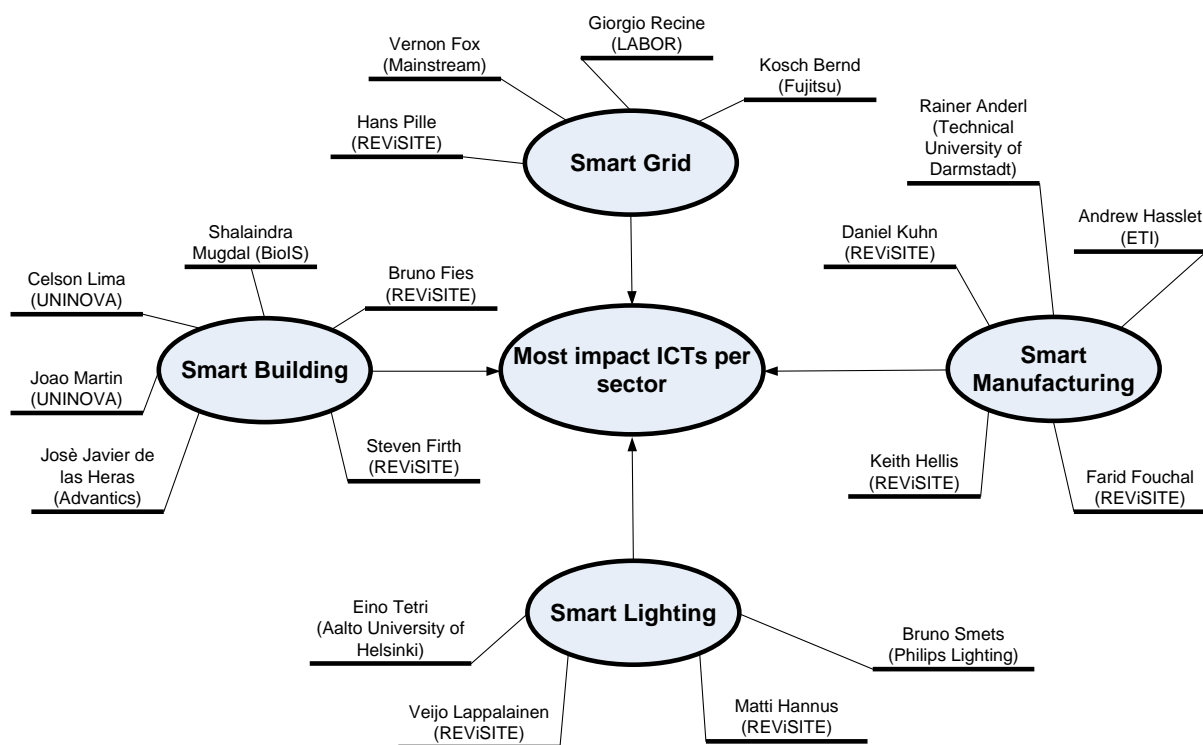 Giorgio Recine
(LABOR)
Vernon Fox
(Mainstream)
Kosch Bernd
(Fujitsu)
Hans Pille
(REViSITE)
Smart Grid
Rainer Anderl
(Technical
University of
Darmstadt)
Andrew Hasslet
(ETI)
Daniel Kuhn
(REViSITE)
Shalaindra
Mugdal (BioIS)
Celson Lima
(UNINOVA)
Bruno Fies
(REViSITE)
Smart Building
Most impact ICTs per
sector
Smart
Manufacturing
Joao Martin
(UNINOVA)
Josè Javier de
las Heras
(Advantics)
Steven Firth
(REViSITE)
Keith Hellis
(REViSITE)
Farid Fouchal
(REViSITE)
Smart Lighting
Eino Tetri
(Aalto University of
Helsinki)
Bruno Smets
(Philips Lighting)
Veijo Lappalainen
(REViSITE)
Matti Hannus
(REViSITE)